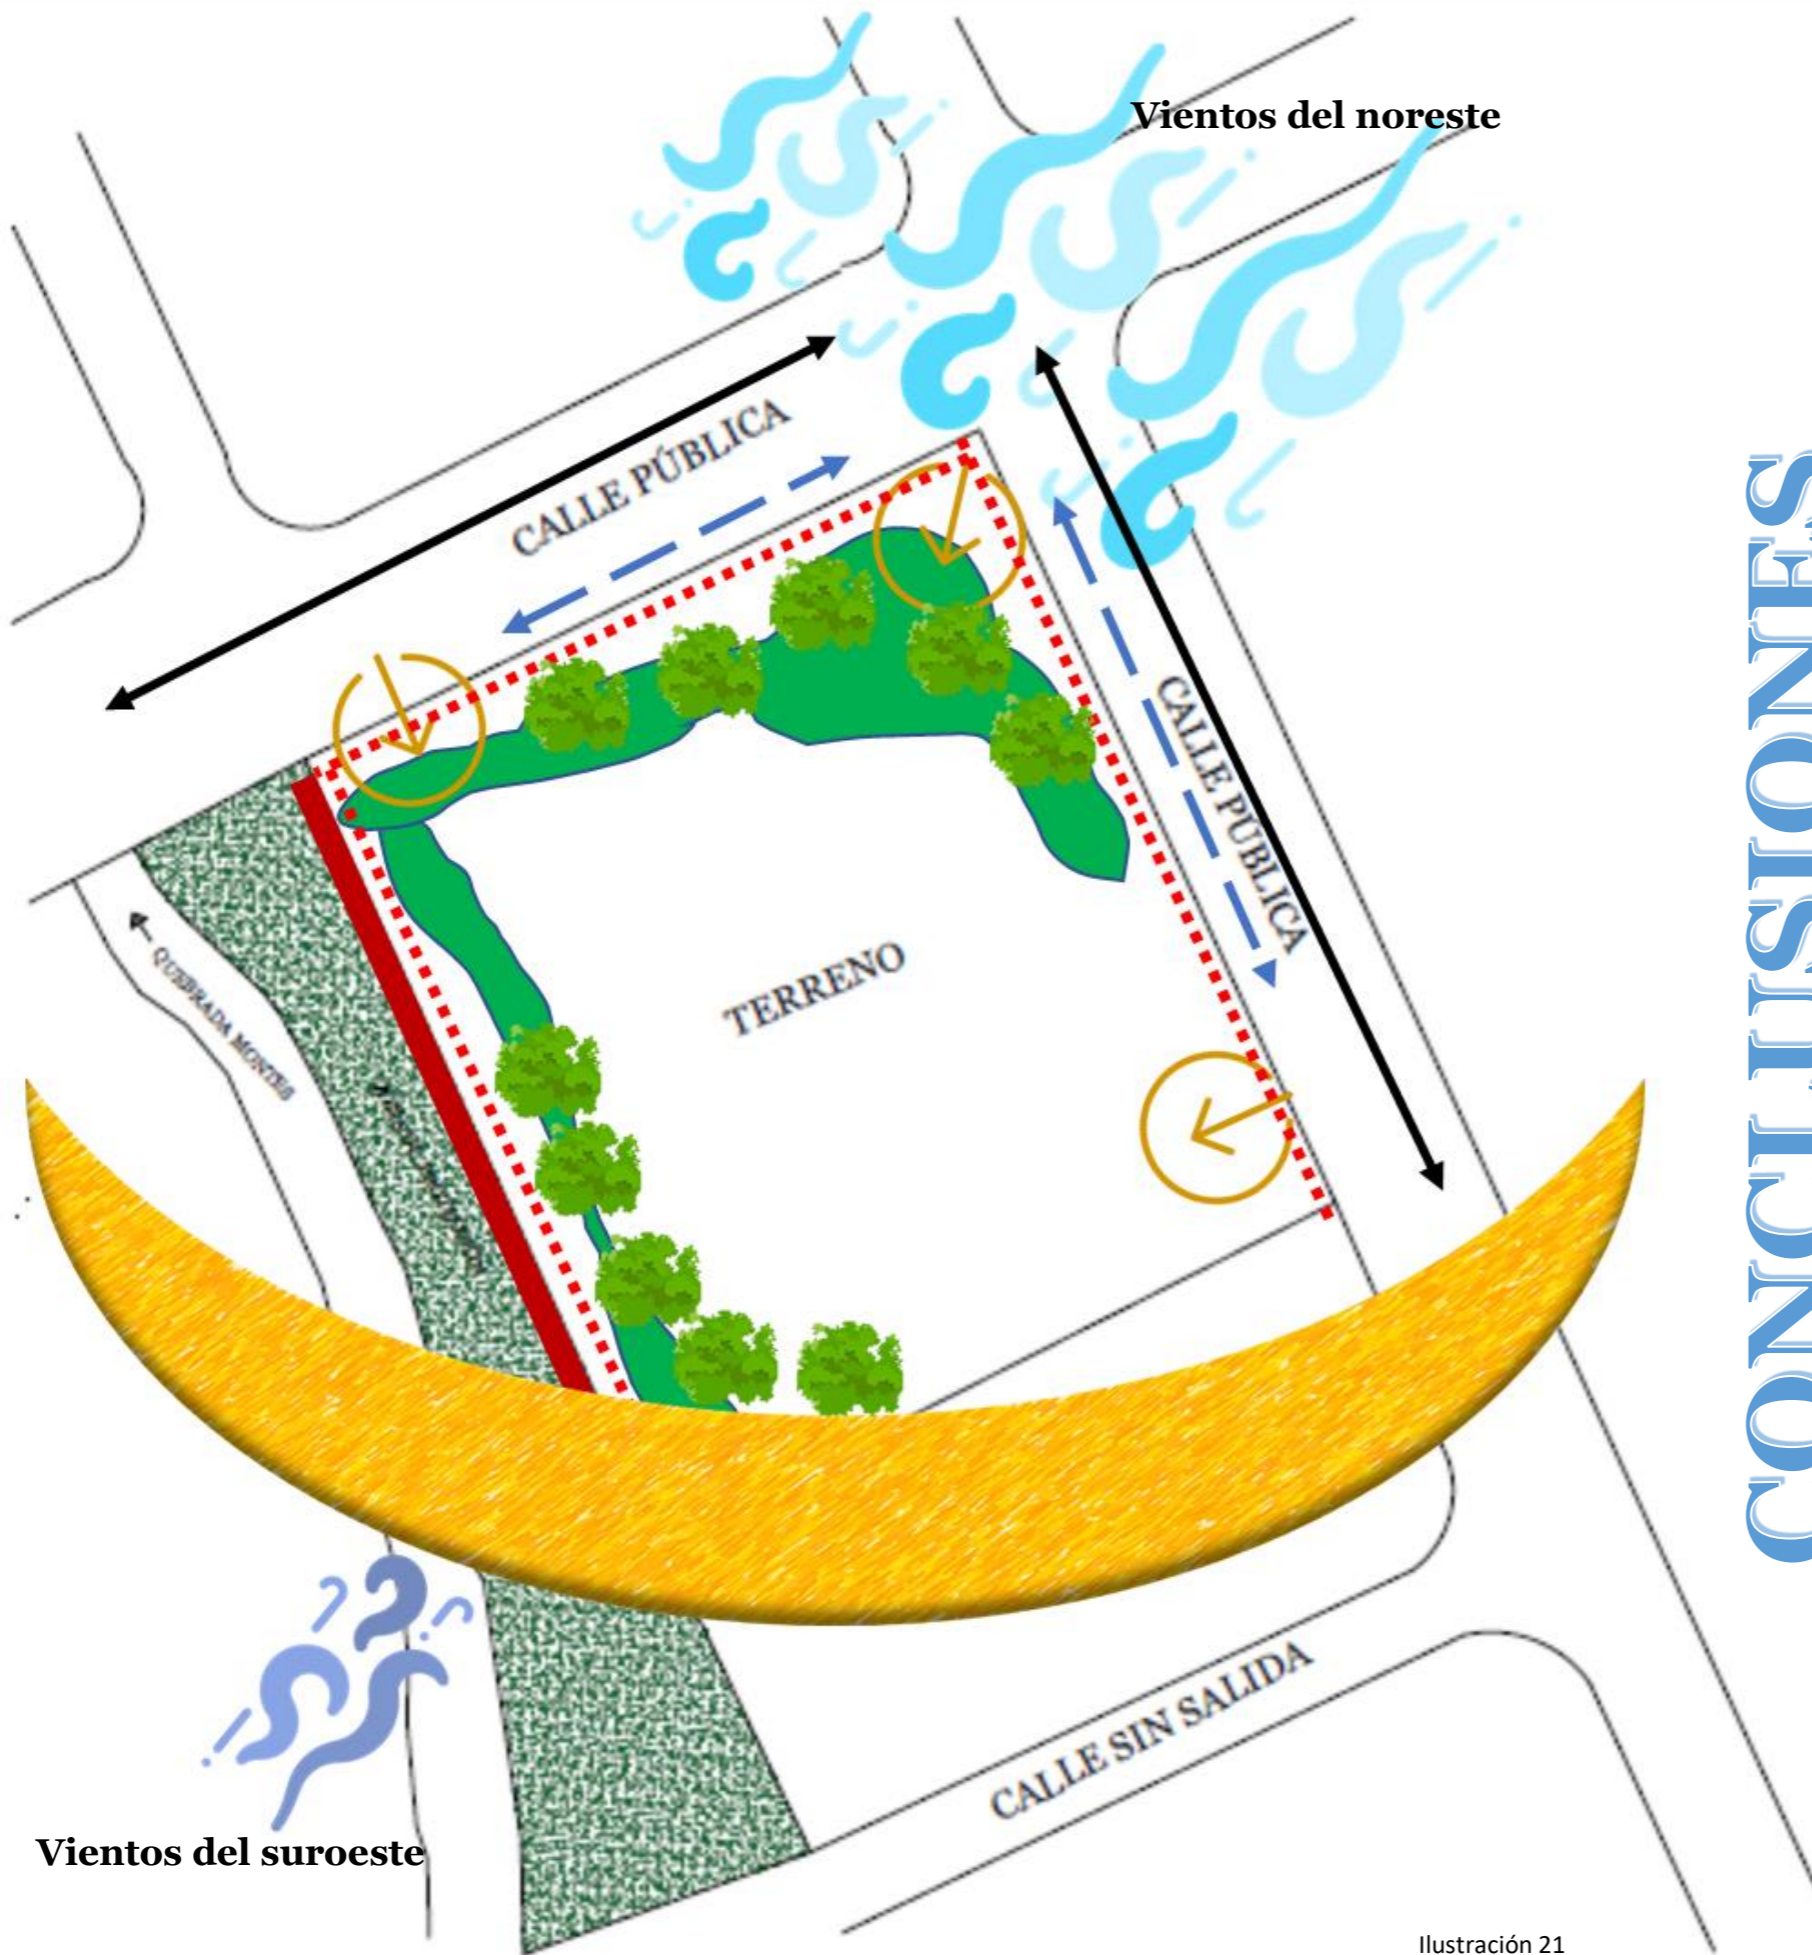 Vientos del noreste
CALLE PÚBLICA
CALLE PÚBLICA
CONCLUSIONES
TERRENO
QUEBRADA MONTES
CALLE SIN SALIDA
Vientos del suroeste
Ilustración 21